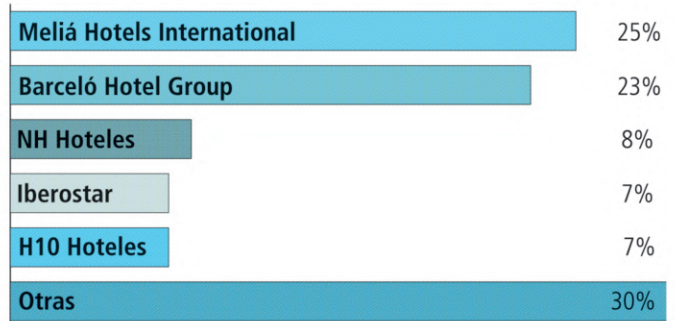 Meliá Hotels International 25%
Barceló Hotel Group 23%
NH Hoteles 8%
Iberostar 7%
H10 Hoteles 7%
Otras 30%